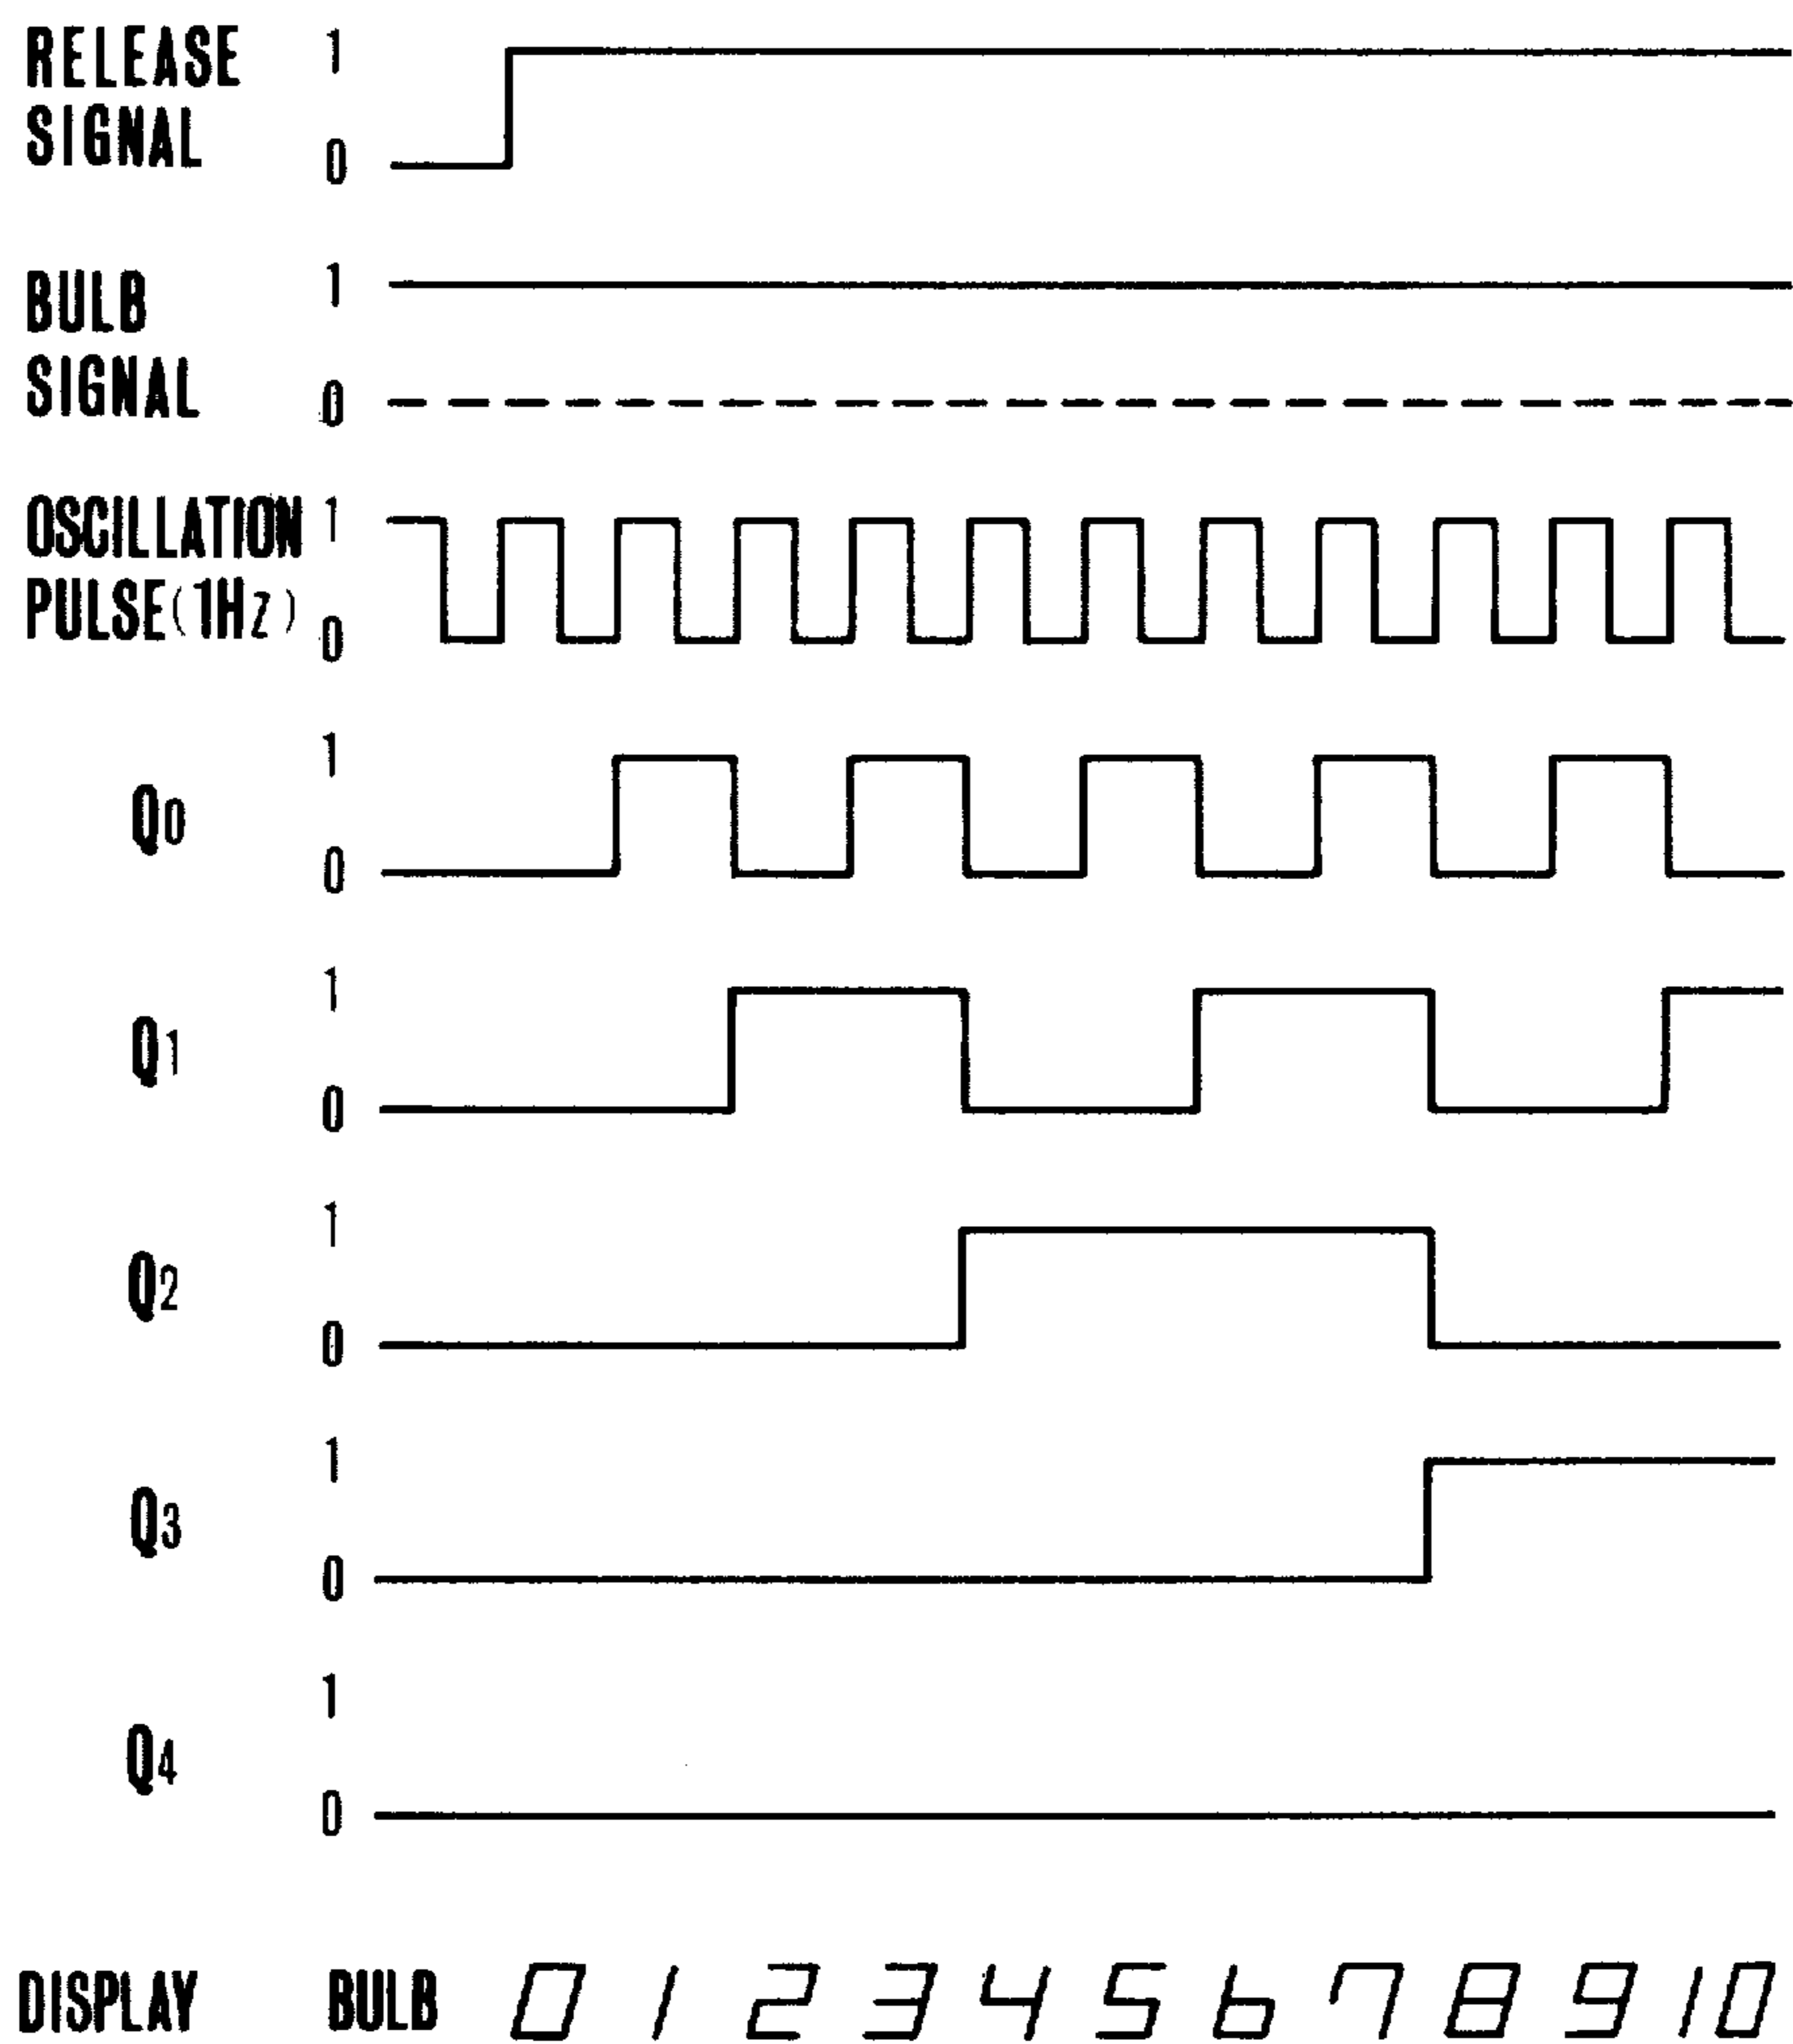 RELEASE 1
SIGNAL 0
BULB 1
SIGNAL 0
OSCILLATION 1
PULSE (1Hz) 0
1
Q0
0
1
Q1
0
1
Q2
0
1
Q3
0
1
Q4
0
DISPLAY BULB 0 1 2 3 4 5 6 7 8 9 10